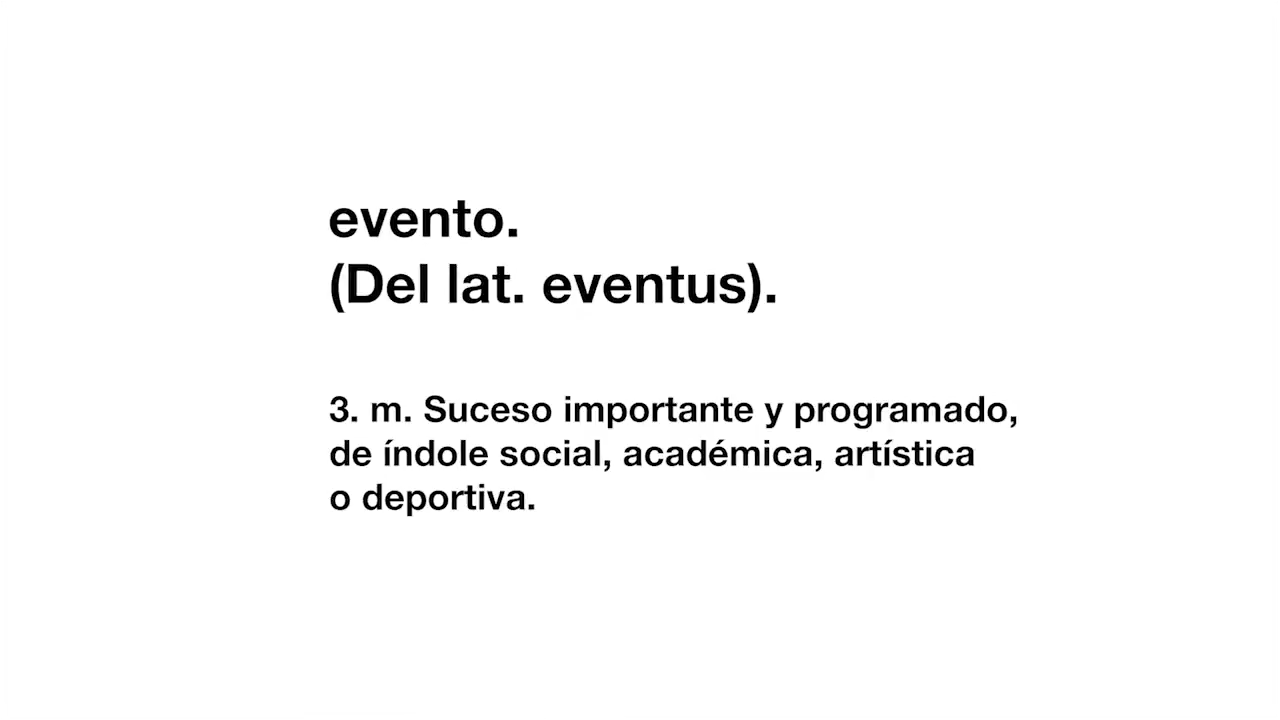 evento.
(Del lat. eventus).
3. m. Suceso importante y programado,
de índole social, académica, artística
o deportiva.